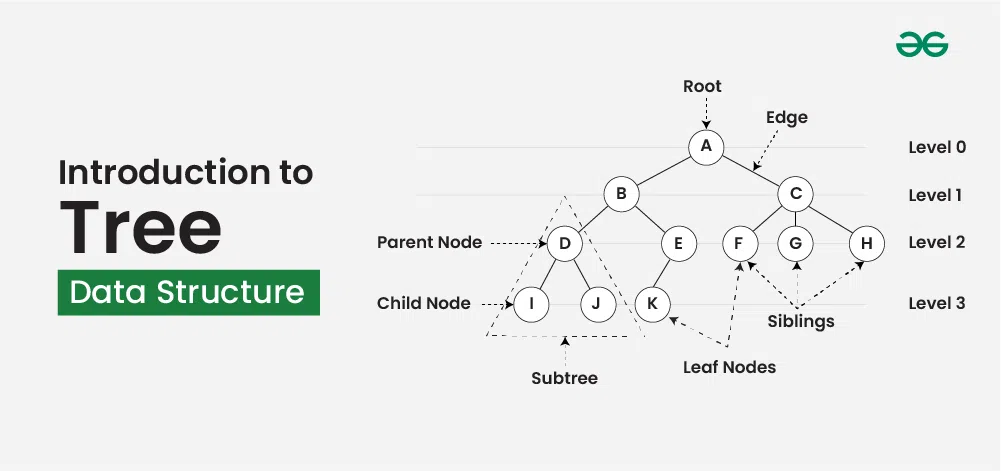 Introduction to
Tree
Data Structure
Root
Edge
A
Level 0
B
C
Level 1
Parent Node
D
E
F
G
H
Level 2
Child Node
I
J
K
Level 3
Siblings
Leaf Nodes
Subtree